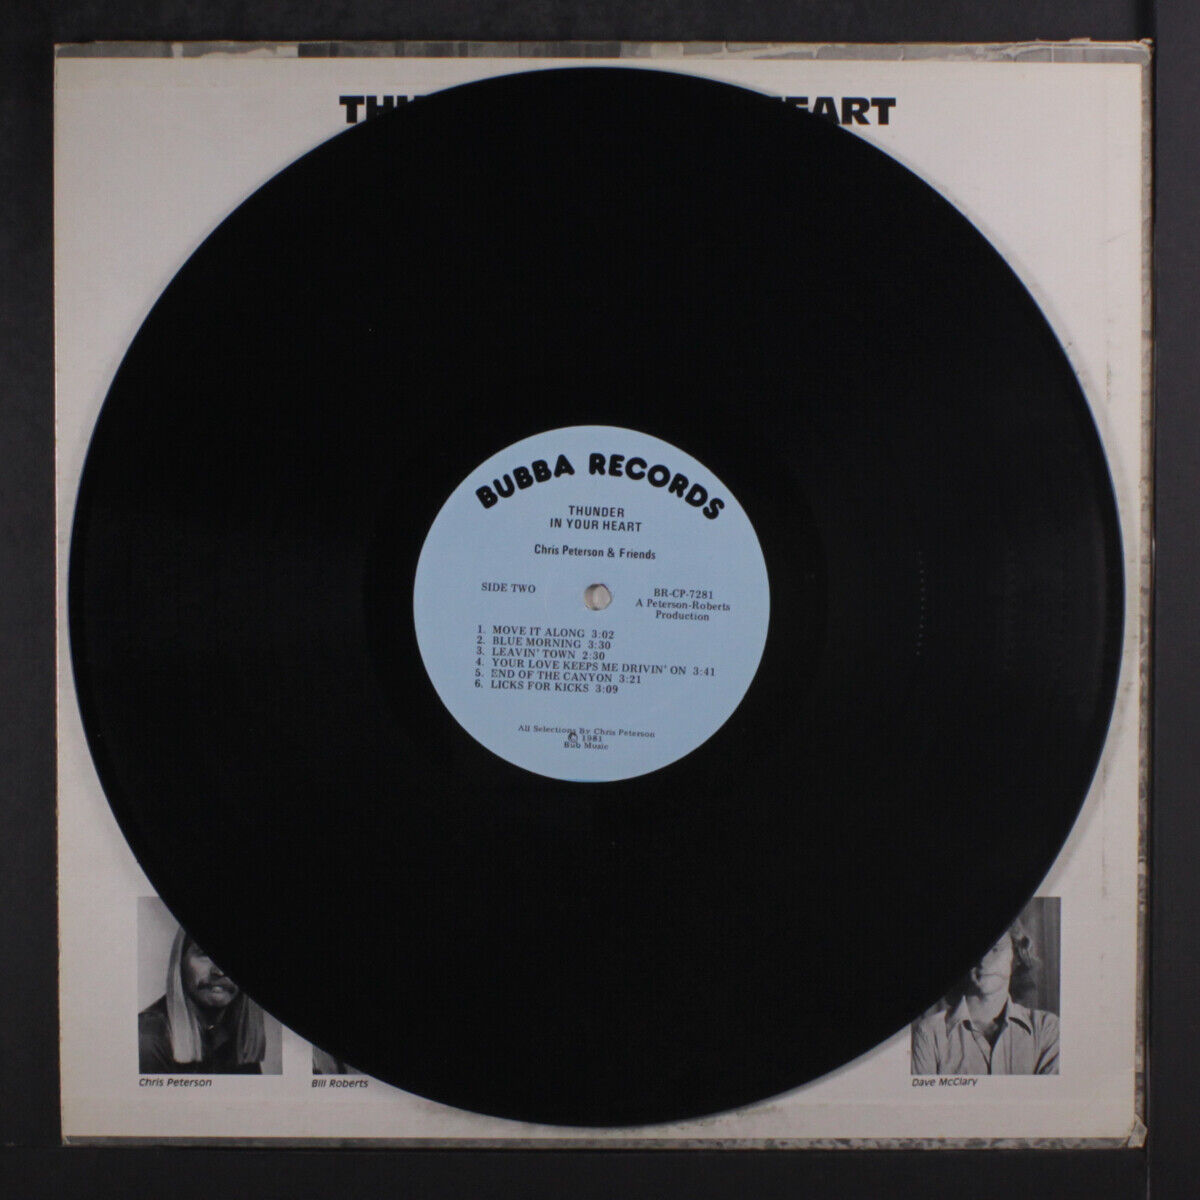 BUBBA RECORDS
THUNDER
IN YOUR HEART
Chris Peterson & Friends
SIDE TWO
BR-CP-7281
A Peterson-Roberts
Production
1. MOVE IT ALONG 3:02
2. BLUE MORNING 3:30
3. LEAVIN' TOWN 2:30
4. YOUR LOVE KEEPS ME DRIVIN' ON 3:41
5. END OF THE CANYON 3:21
6. LICKS FOR KICKS 3:09
All Selections By Chris Peterson
© 1981
Bub Music
Chris Peterson
Bill Roberts
Dave McClary